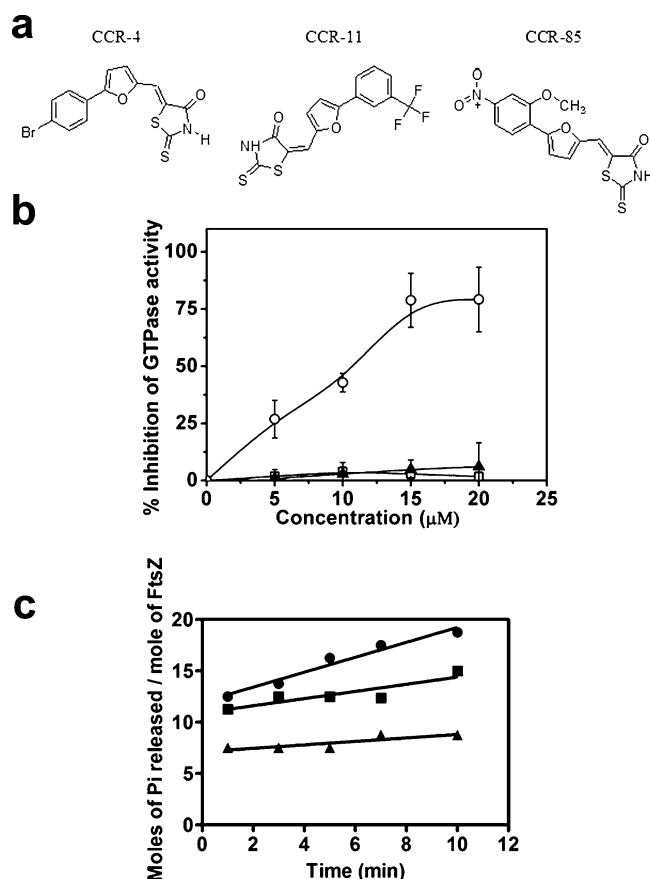 a
CCR-4
CCR-11
CCR-85
Br
O
O
N-H
S
S
O
NH
S
S
O
F
F
F
O⁻
N⁺
O
O
CH₃
O
O
NH
S
S
b
% Inhibition of GTPase activity
100
75
50
25
0
0 5 10 15 20 25
Concentration (μM)
c
Moles of Pi released / mole of FtsZ
20
15
10
5
0
0 2 4 6 8 10 12
Time (min)